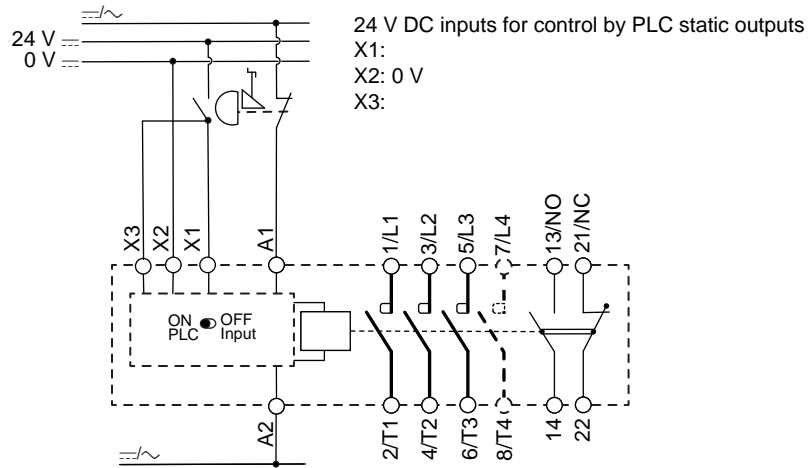 24 V
0 V
24 V DC inputs for control by PLC static outputs
X1:
X2: 0 V
X3:
X3
X2
X1
A1
1/L1
3/L2
5/L3
7/L4
13/NO
21/NC
ON OFF
PLC Input
A2
2/T1
4/T2
6/T3
8/T4
14
22